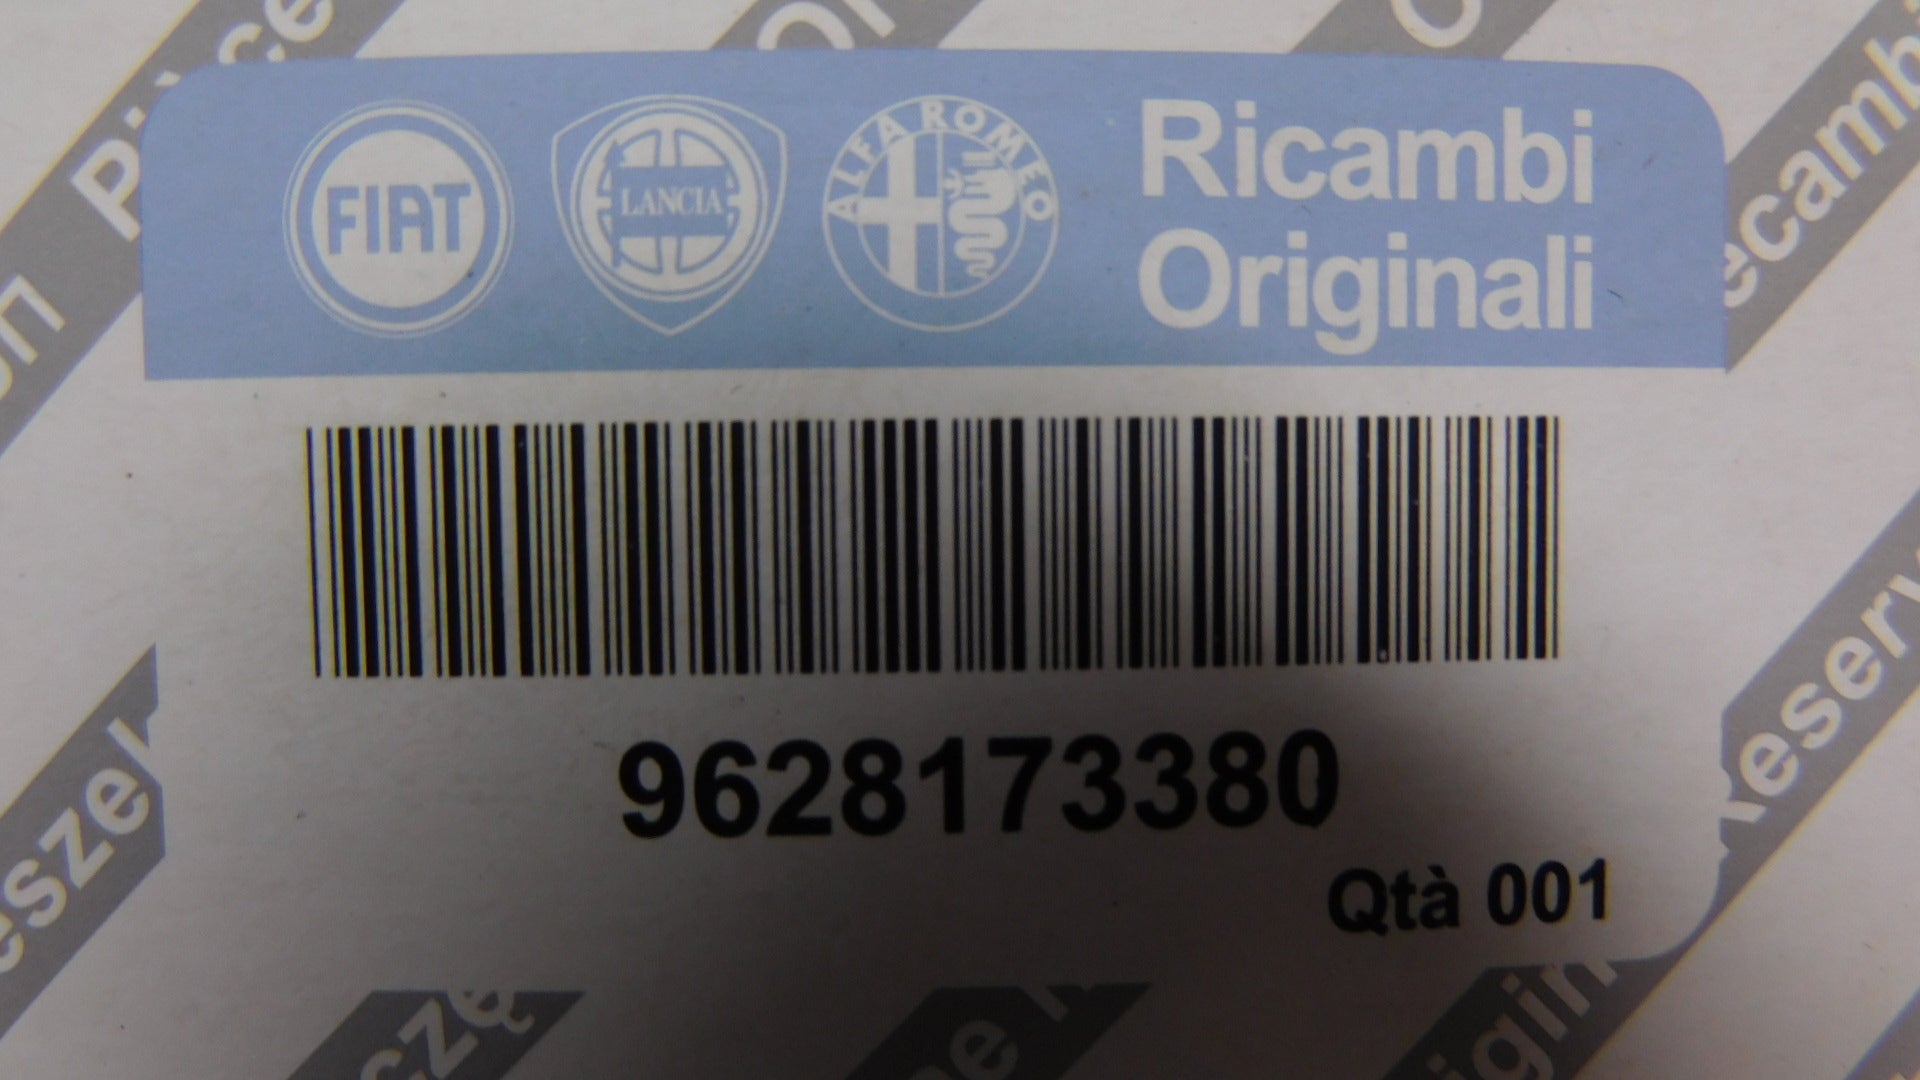 FIAT
LANCIA
ALFA ROMEO
Ricambi
Originali
9628173380
Qtà 001